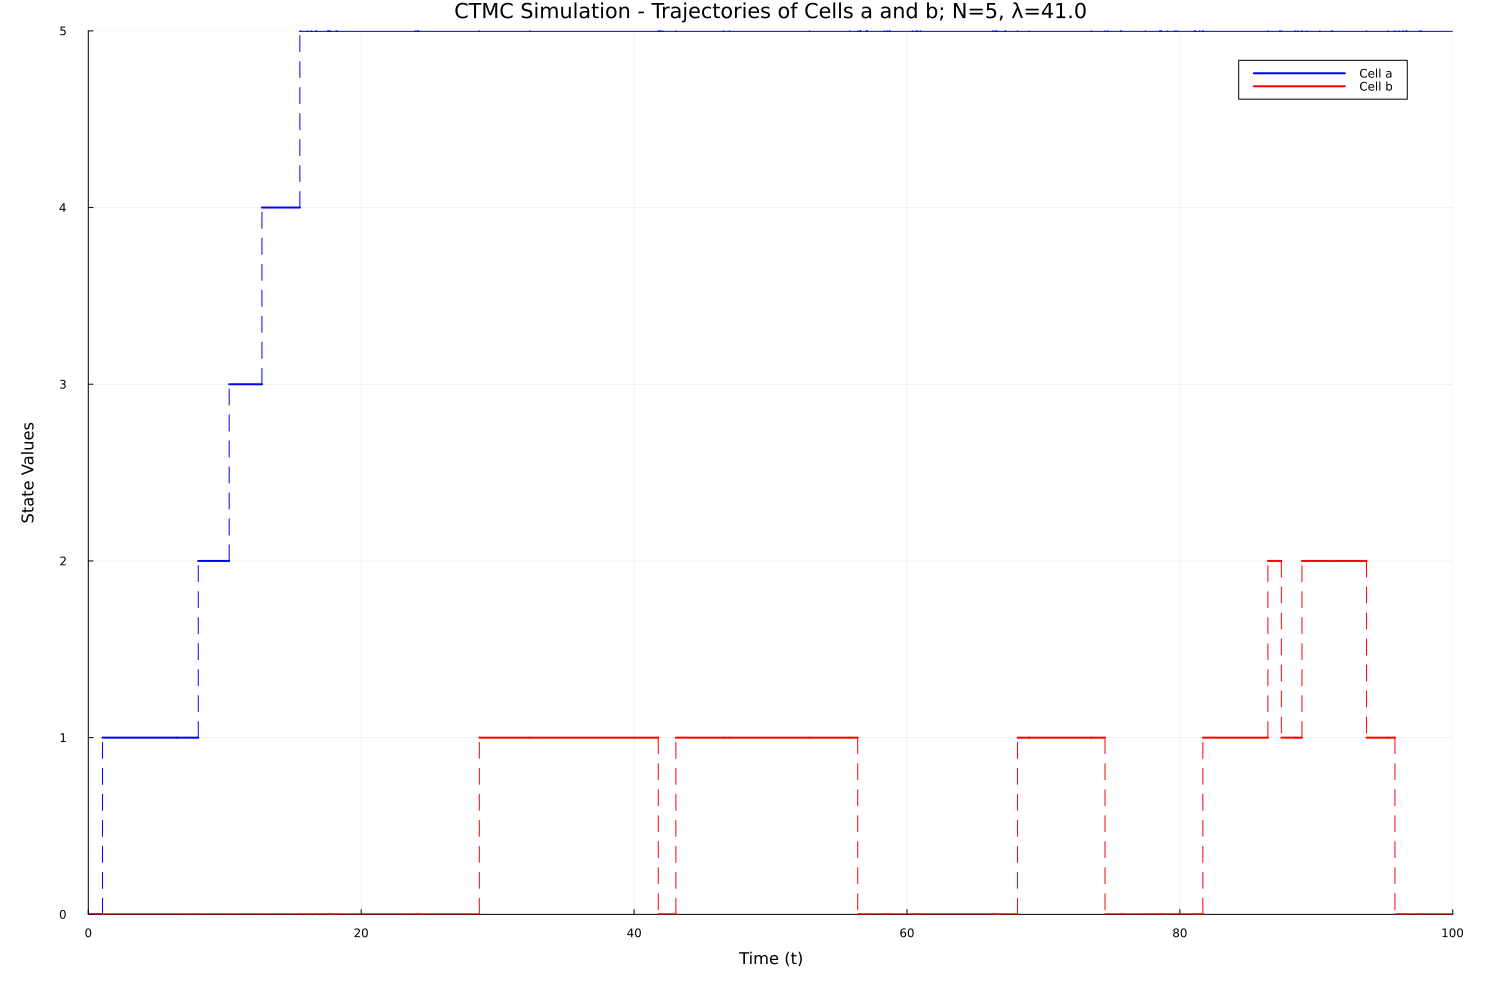 CTMC Simulation - Trajectories of Cells a and b; N=5, λ=41.0
5
Cell a
Cell b
4
3
State Values
2
1
0
0 20 40 60 80 100
Time (t)